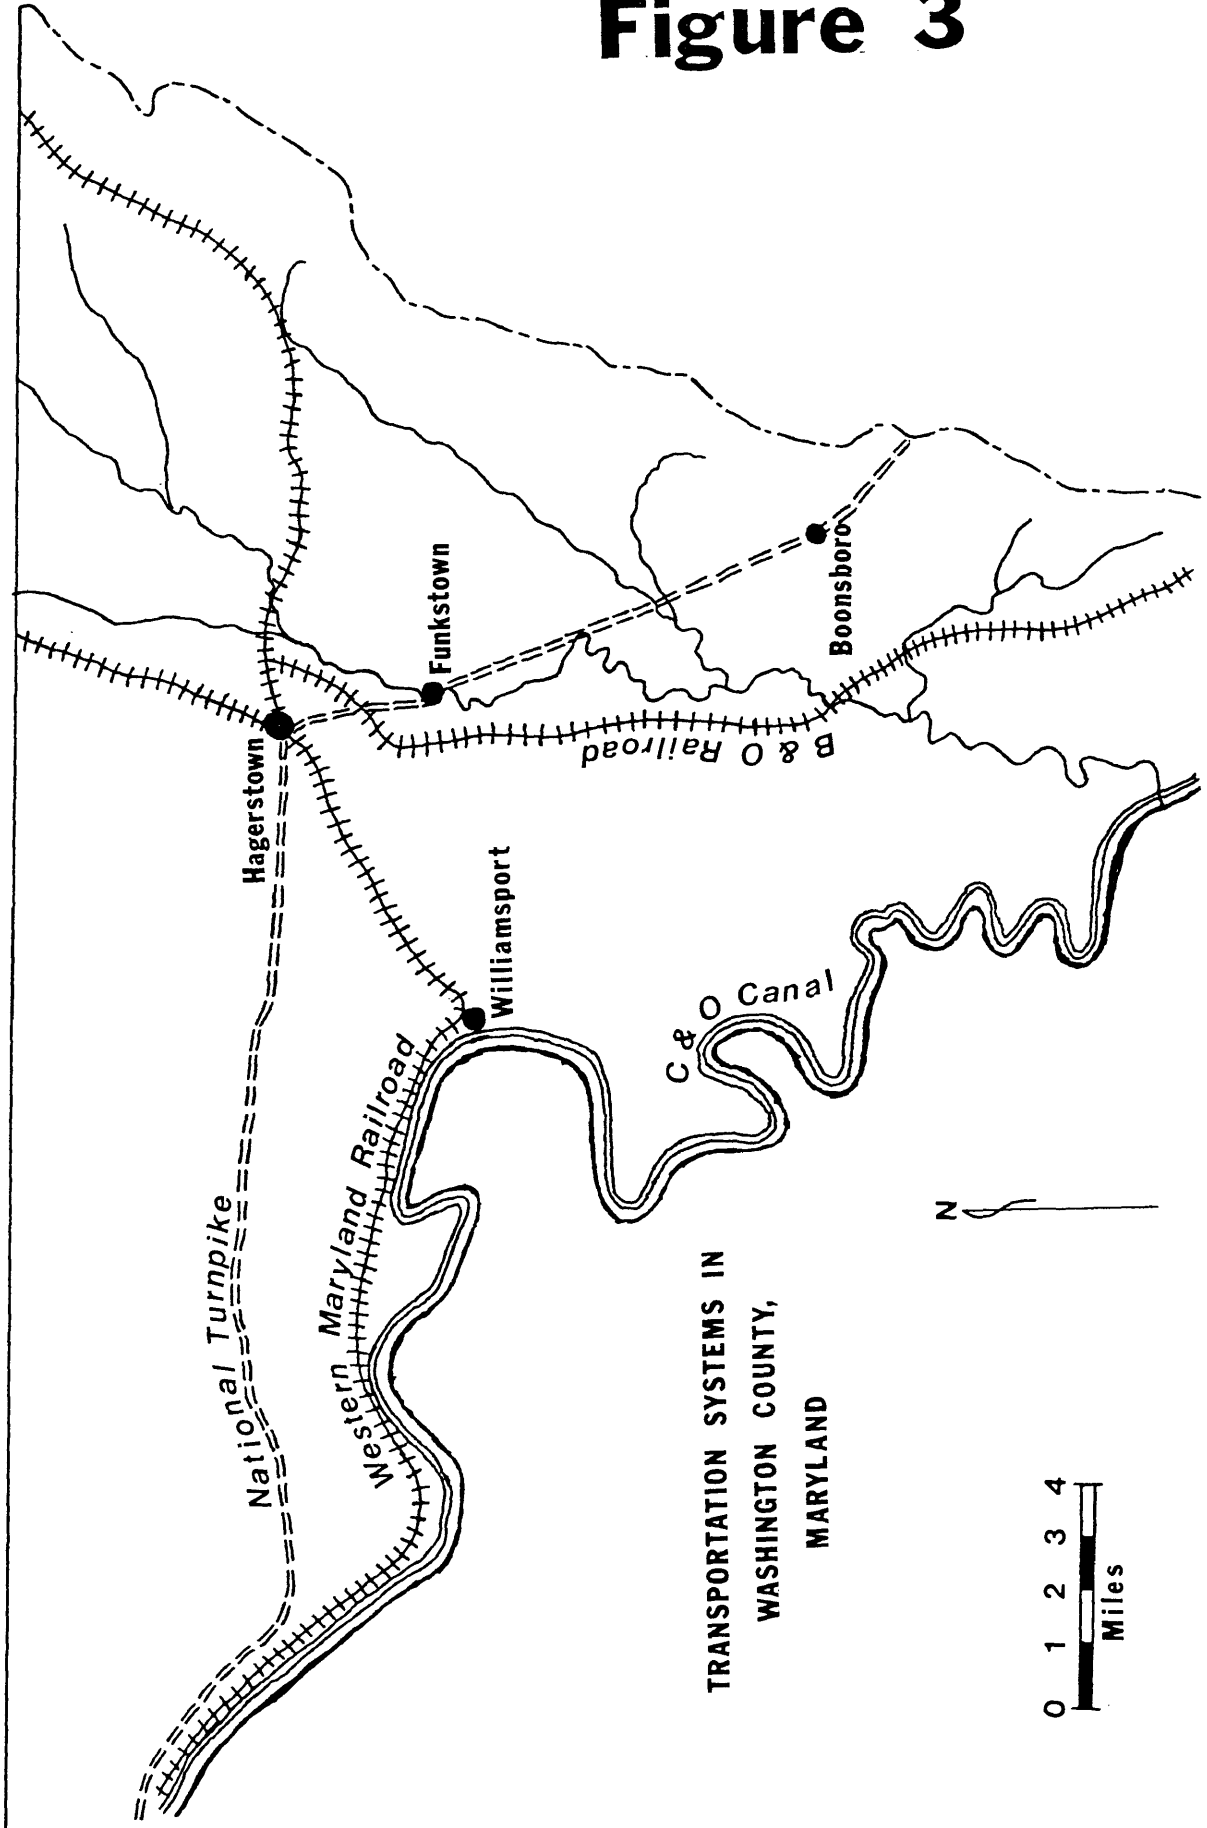 Figure 3
Hagerstown
Funkstown
Boonsboro
Williamsport
B & O Railroad
C & O Canal
National Turnpike
Western Maryland Railroad
N
TRANSPORTATION SYSTEMS IN
WASHINGTON COUNTY,
MARYLAND
0 1 2 3 4
Miles